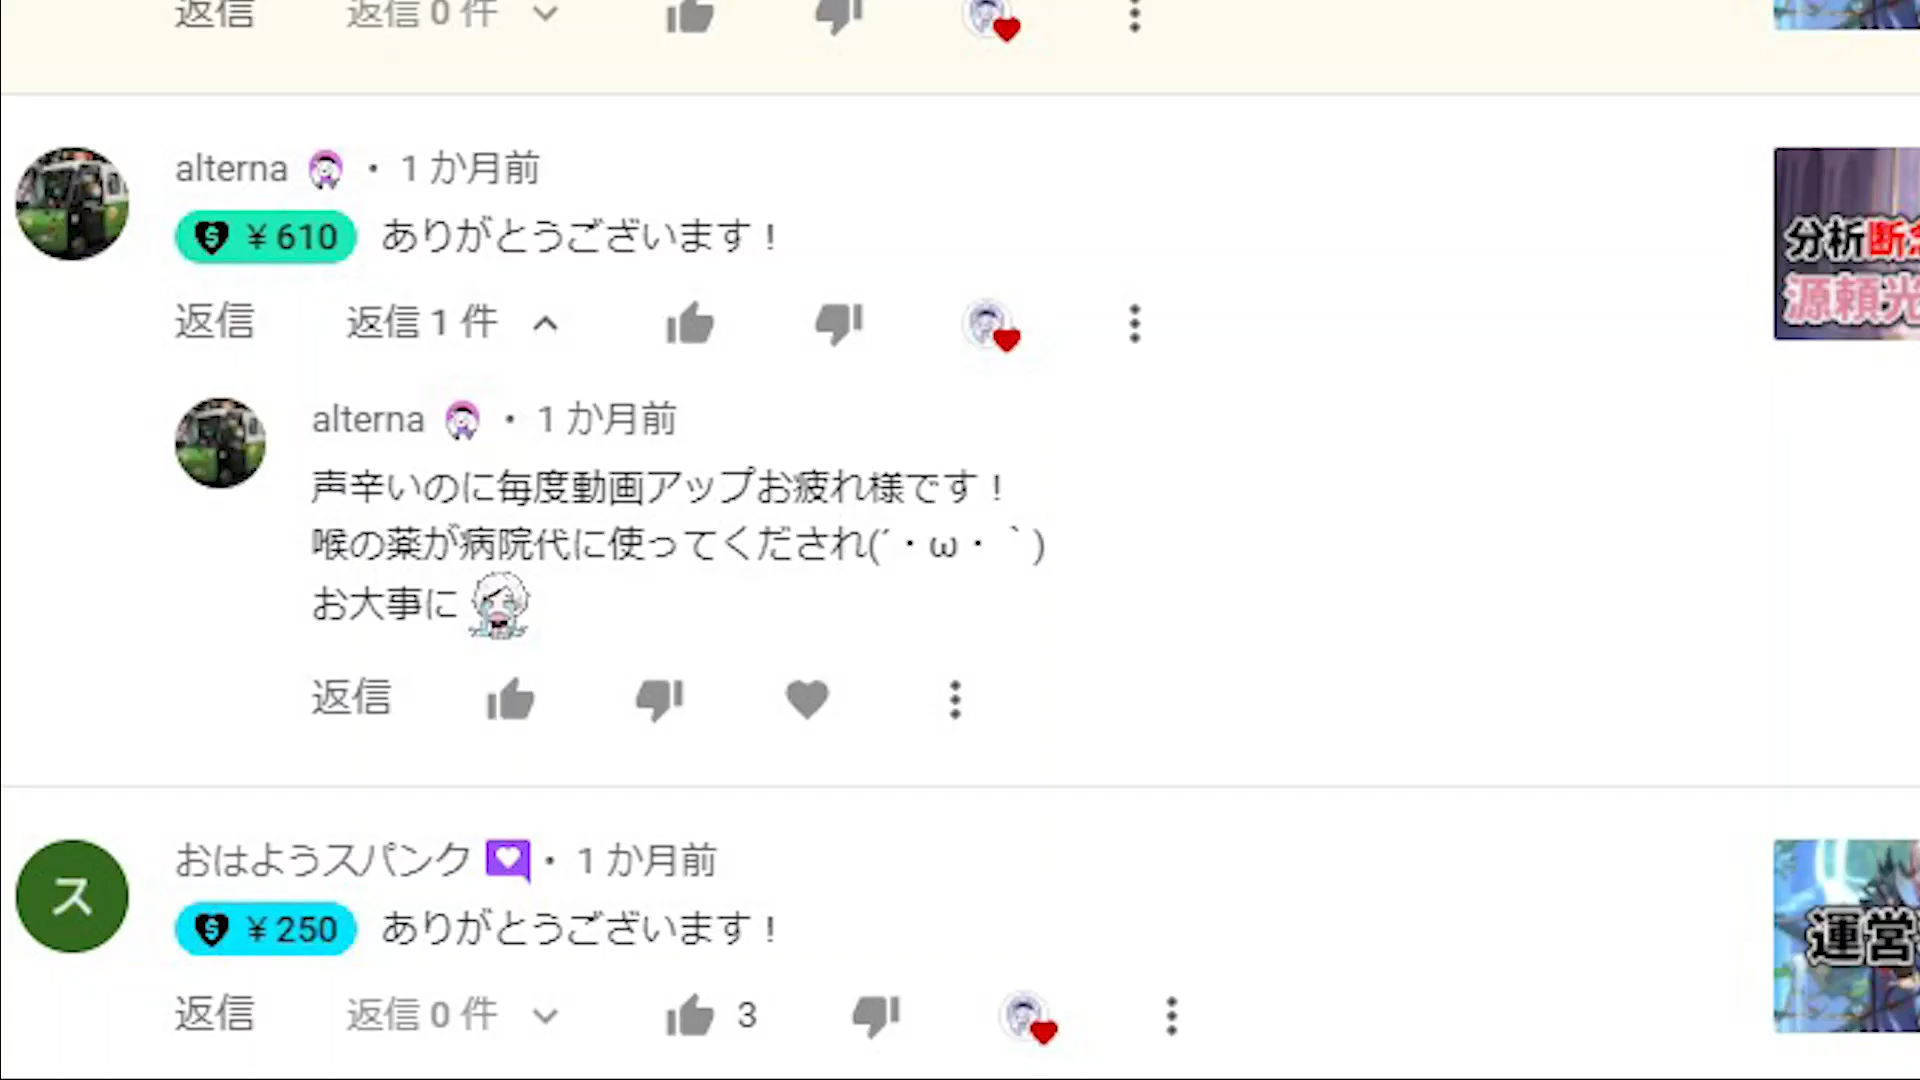 返信 返信 0 件
alterna ・ 1 か月前
¥610 ありがとうございます！
返信 返信 1 件
分析断
源頼光
alterna ・ 1 か月前
声辛いのに毎度動画アップお疲れ様です！
喉の薬が病院代に使ってくだされ(´・ω・｀)
お大事に
返信
おはようスパンク ・ 1 か月前
ス
¥250 ありがとうございます！
運営
返信 返信 0 件 3